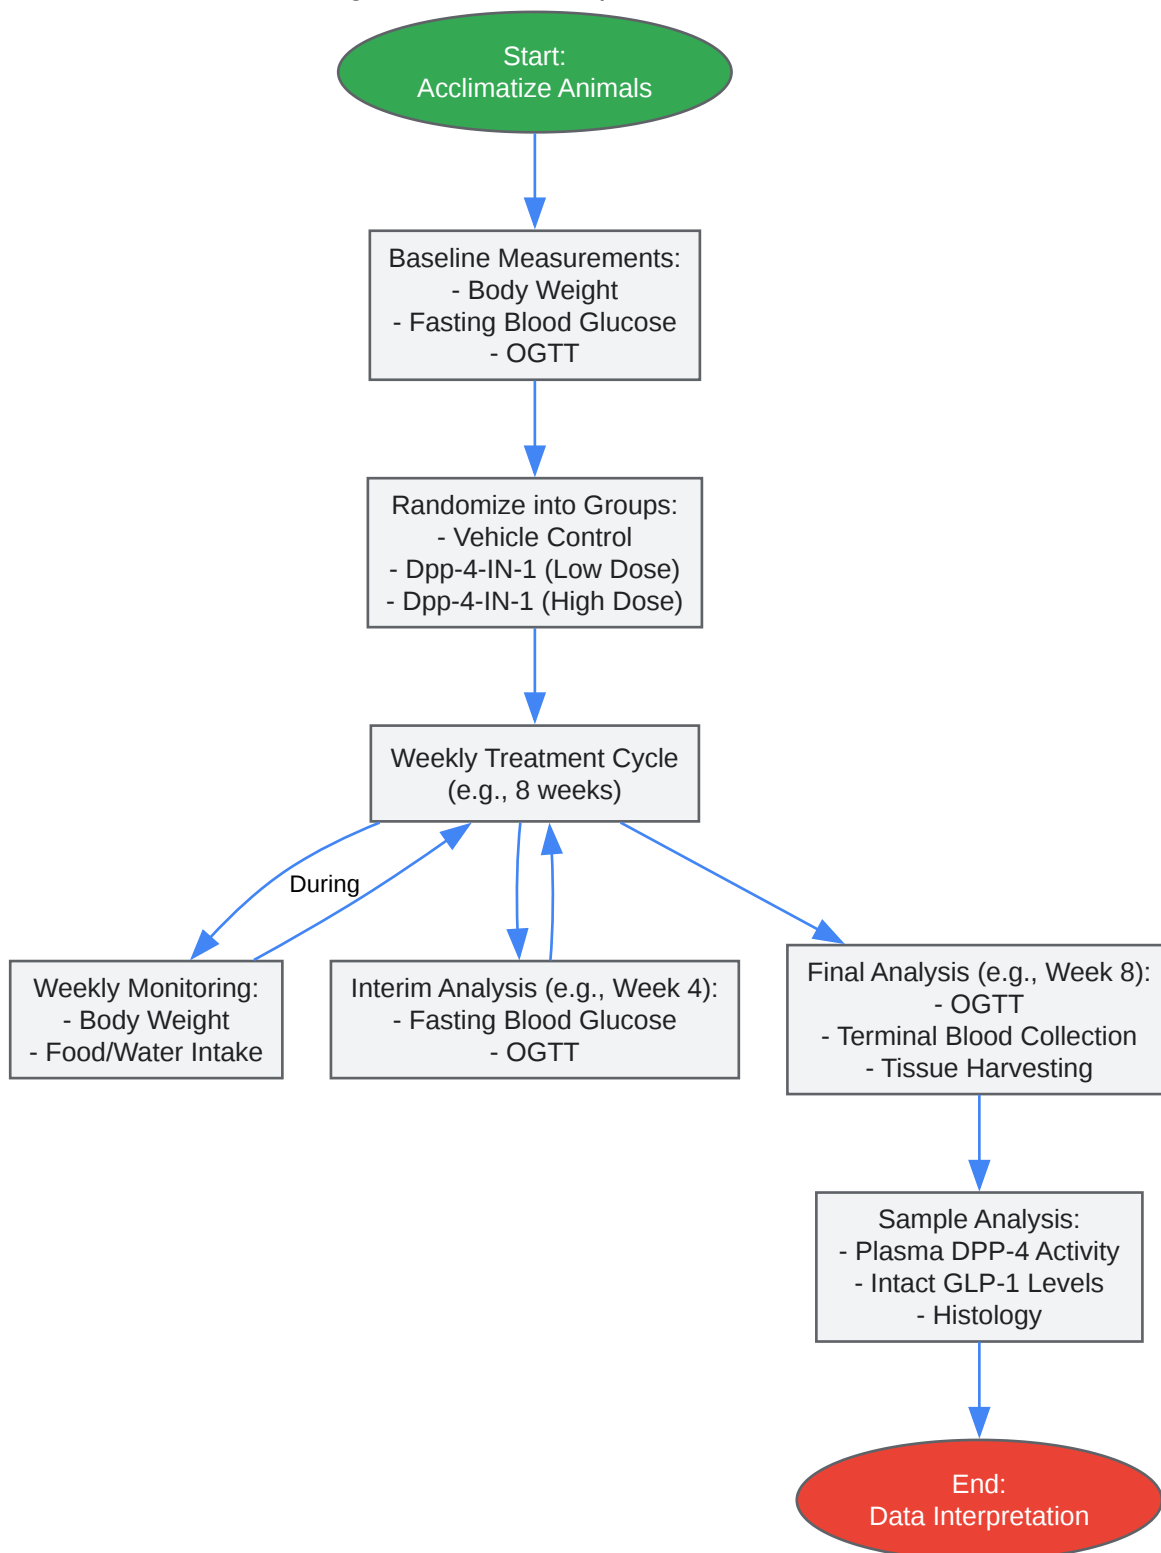 Start:
Acclimatize Animals
Baseline Measurements:
- Body Weight
- Fasting Blood Glucose
- OGTT
Randomize into Groups:
- Vehicle Control
- Dpp-4-IN-1 (Low Dose)
- Dpp-4-IN-1 (High Dose)
Weekly Treatment Cycle
(e.g., 8 weeks)
During
Weekly Monitoring:
- Body Weight
- Food/Water Intake
Interim Analysis (e.g., Week 4):
- Fasting Blood Glucose
- OGTT
Final Analysis (e.g., Week 8):
- OGTT
- Terminal Blood Collection
- Tissue Harvesting
Sample Analysis:
- Plasma DPP-4 Activity
- Intact GLP-1 Levels
- Histology
End:
Data Interpretation